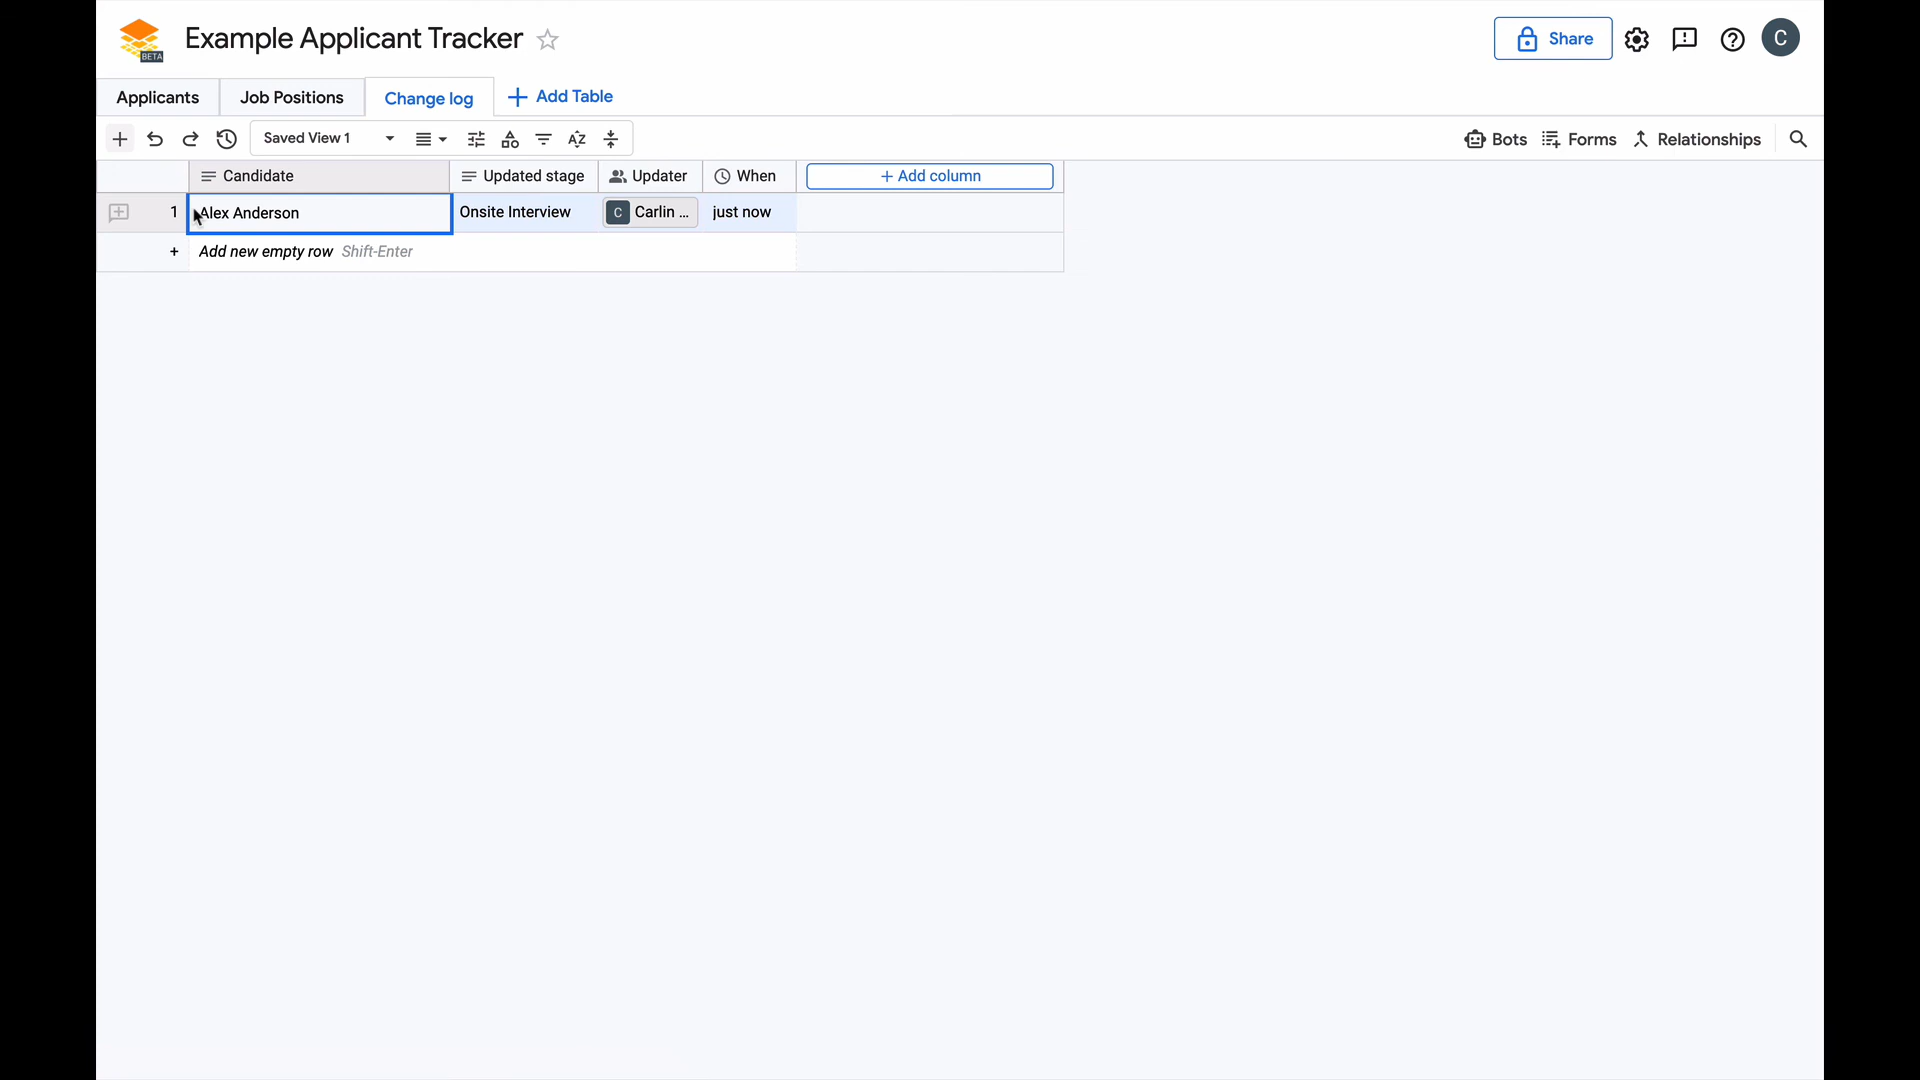 BETA
Example Applicant Tracker
Share
C
Applicants
Job Positions
Change log
Add Table
Saved View 1
Bots
Forms
Relationships
Candidate
Updated stage
Updater
When
+ Add column
1
Alex Anderson
Onsite Interview
C Carlin ...
just now
+ Add new empty row Shift-Enter